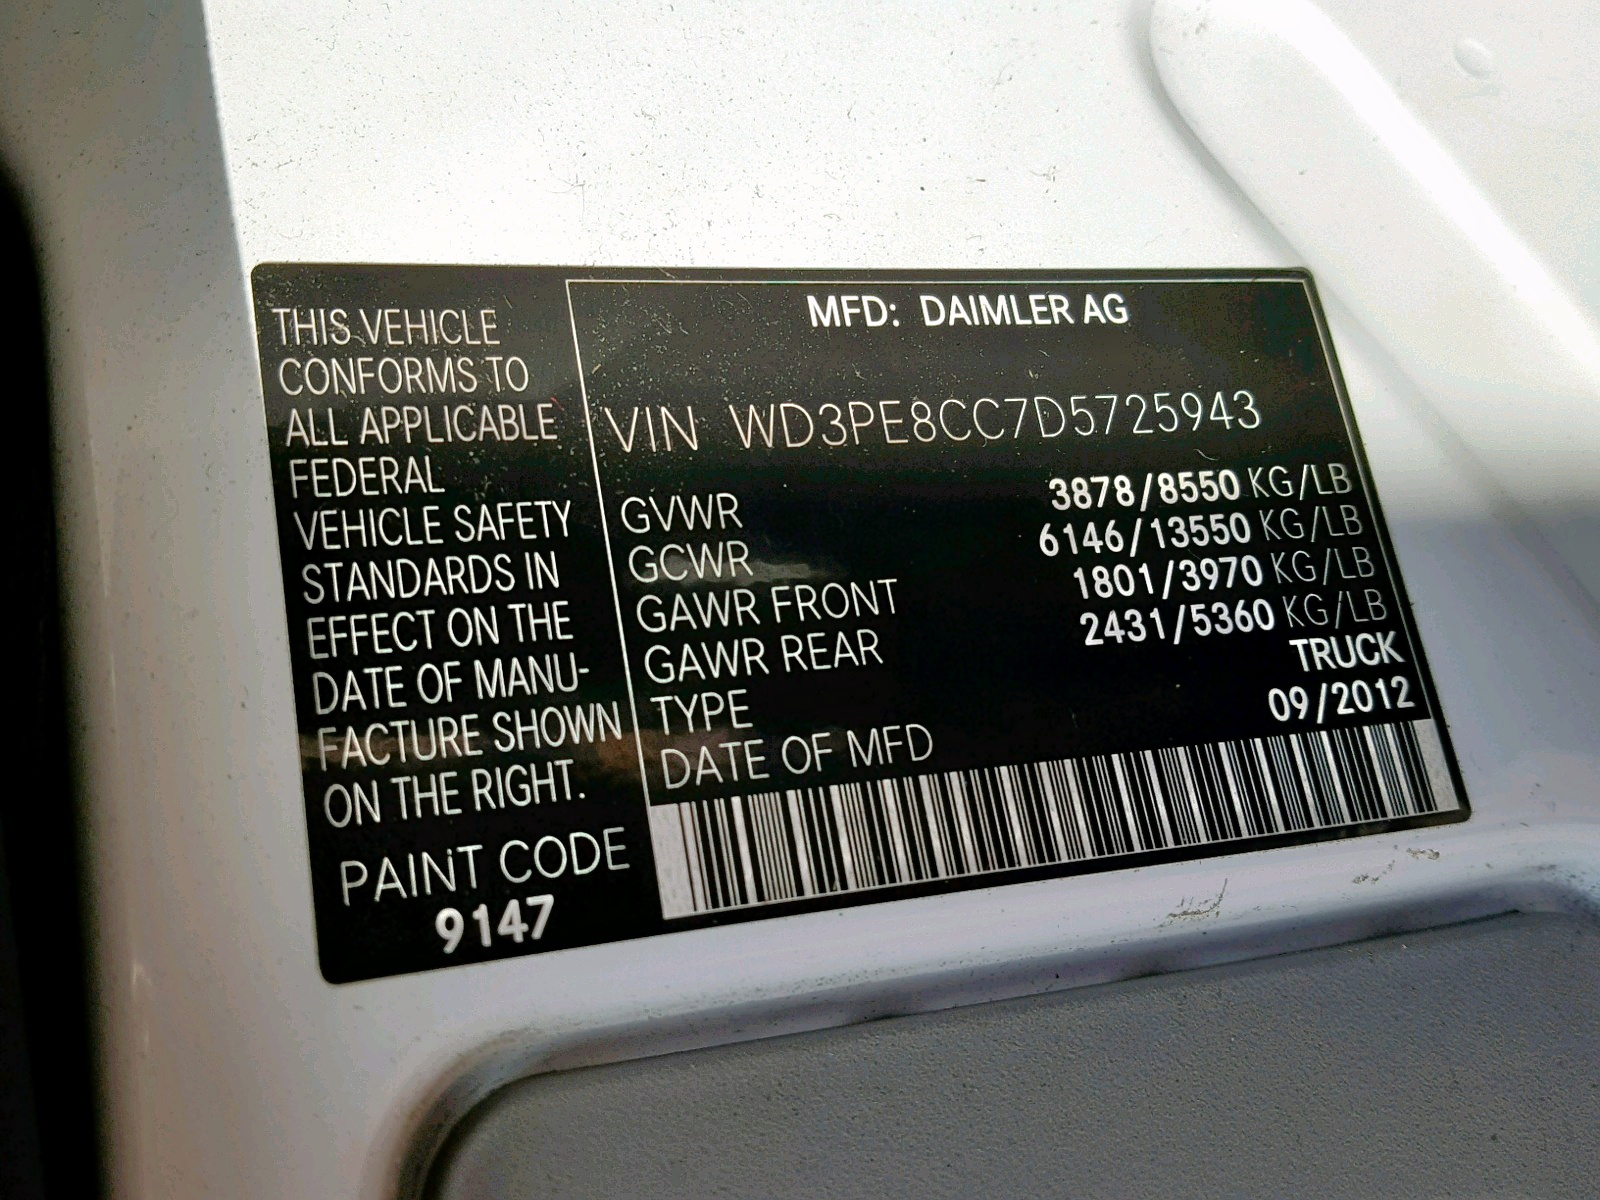 THIS VEHICLE
CONFORMS TO
ALL APPLICABLE
FEDERAL
VEHICLE SAFETY
STANDARDS IN
EFFECT ON THE
DATE OF MANU-
FACTURE SHOWN
ON THE RIGHT.
PAINT CODE
9147
MFD: DAIMLER AG
VIN WD3PE8CC7D5725943
GVWR 3878/8550 KG/LB
GCWR 6146/13550 KG/LB
GAWR FRONT 1801/3970 KG/LB
GAWR REAR 2431/5360 KG/LB
TYPE TRUCK
DATE OF MFD 09/2012